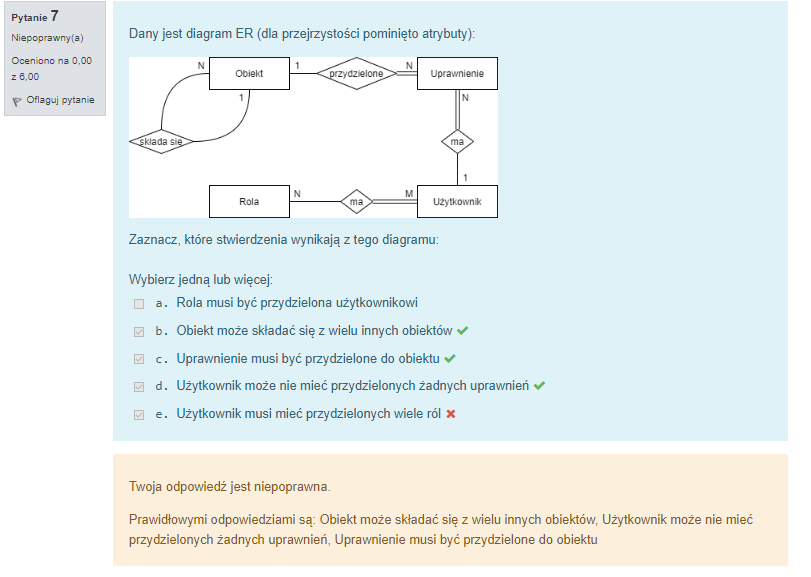 Pytanie 7
Niepoprawny(a)
Oceniono na 0,00
z 6,00
Oflaguj pytanie
Dany jest diagram ER (dla przejrzystości pominięto atrybuty):
N Obiekt 1 przydzielone N Uprawnienie
1 N
składa się ma
1
Rola N ma M Użytkownik
Zaznacz, które stwierdzenia wynikają z tego diagramu:
Wybierz jedną lub więcej:
a. Rola musi być przydzielona użytkownikowi
b. Obiekt może składać się z wielu innych obiektów
c. Uprawnienie musi być przydzielone do obiektu
d. Użytkownik może nie mieć przydzielonych żadnych uprawnień
e. Użytkownik musi mieć przydzielonych wiele ról
Twoja odpowiedź jest niepoprawna.
Prawidłowymi odpowiedziami są: Obiekt może składać się z wielu innych obiektów, Użytkownik może nie mieć
przydzielonych żadnych uprawnień, Uprawnienie musi być przydzielone do obiektu